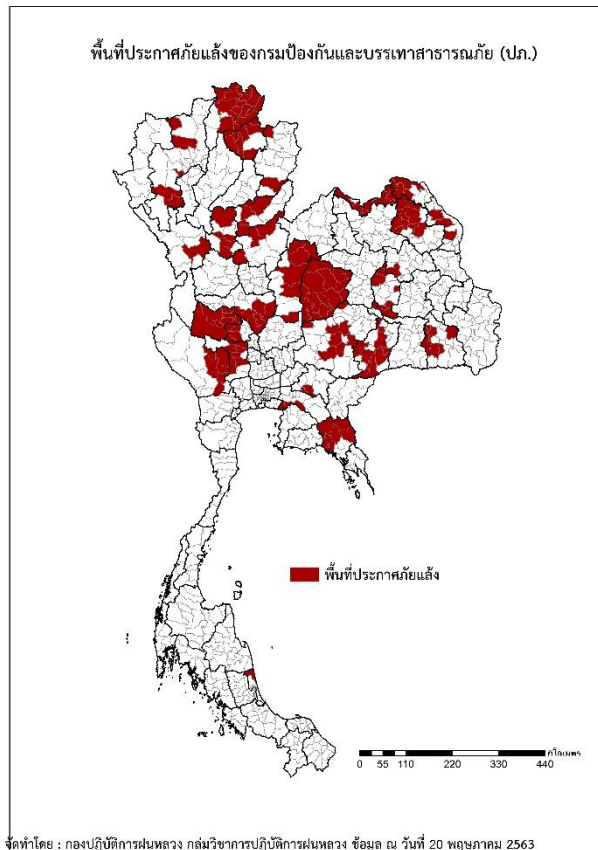 พื้นที่ประกาศภัยแล้งของกรมป้องกันและบรรเทาสาธารณภัย (ปภ.)
พื้นที่ประกาศภัยแล้ง
กิโลเมตร
0 55 110 220 330 440
จัดทำโดย : กองปฏิบัติการฝนหลวง กลุ่มวิชาการปฏิบัติการฝนหลวง ข้อมูล ณ วันที่ 20 พฤษภาคม 2563